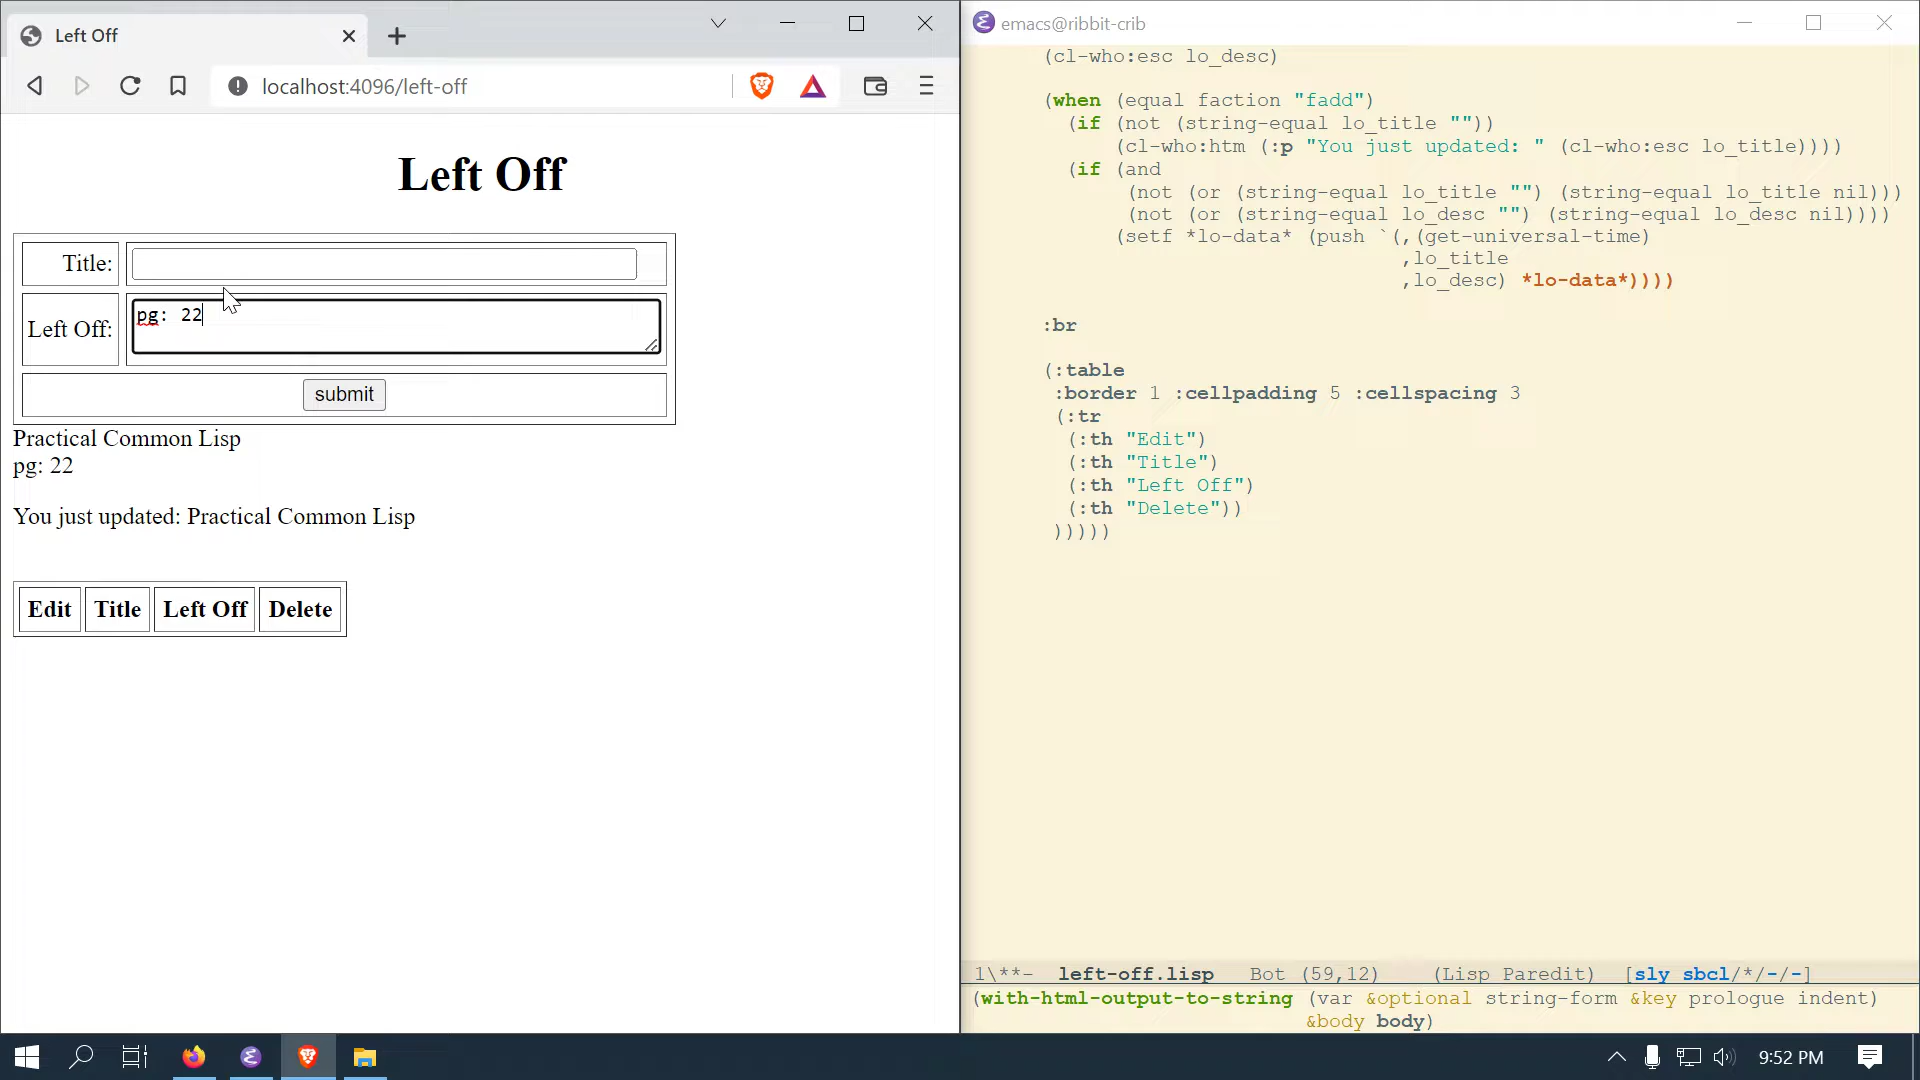 Left Off
localhost:4096/left-off
Left Off
Title:
Left Off:
pg: 22
submit
Practical Common Lisp
pg: 22
You just updated: Practical Common Lisp
Edit Title Left Off Delete
emacs@ribbit-crib
(cl-who:esc lo_desc)
(when (equal faction "fadd")
(if (not (string-equal lo_title ""))
(cl-who:htm (:p "You just updated: " (cl-who:esc lo_title))))
(if (and
(not (or (string-equal lo_title "") (string-equal lo_title nil)))
(not (or (string-equal lo_desc "") (string-equal lo_desc nil))))
(setf *lo-data* (push `(,(get-universal-time)
,lo_title
,lo_desc) *lo-data*))))
:br
(:table
:border 1 :cellpadding 5 :cellspacing 3
(:tr
(:th "Edit")
(:th "Title")
(:th "Left Off")
(:th "Delete"))
)))))
1\**-  left-off.lisp   Bot (59,12)    (Lisp Paredit)  [sly sbcl/*/-/-]
(with-html-output-to-string (var &optional string-form &key prologue indent)
&body body)
9:52 PM